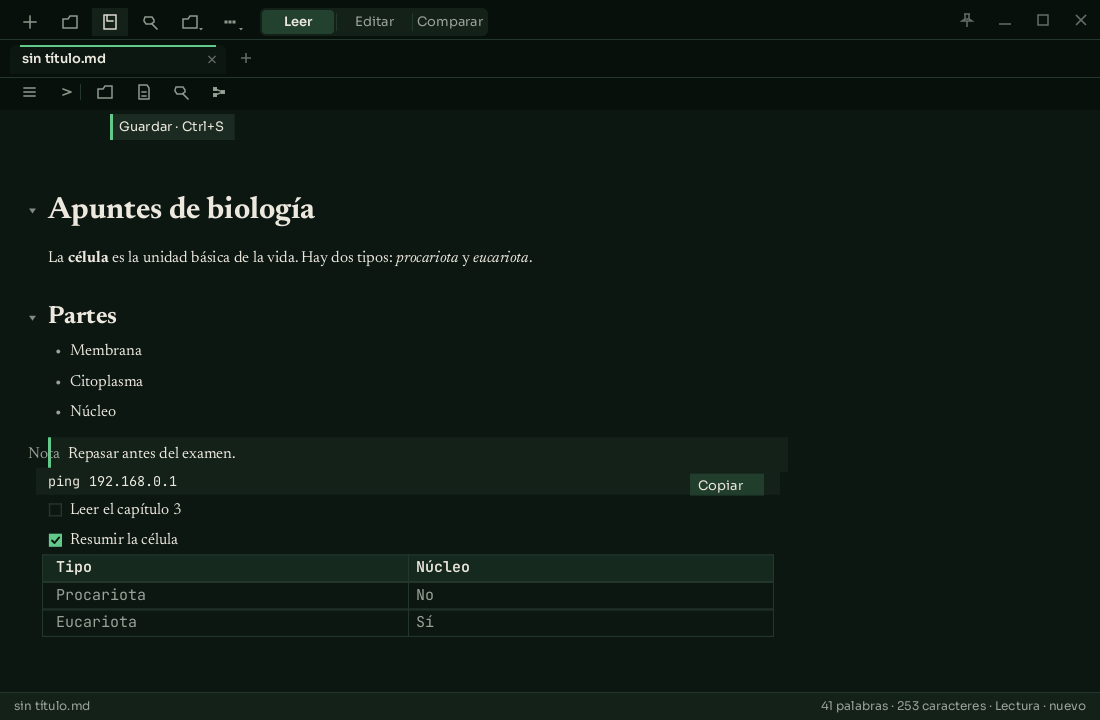 Leer Editar Comparar
sin título.md
Guardar · Ctrl+S
Apuntes de biología
La célula es la unidad básica de la vida. Hay dos tipos: procariota y eucariota.
Partes
• Membrana
• Citoplasma
• Núcleo
Nota Repasar antes del examen.
ping 192.168.0.1 Copiar
Leer el capítulo 3
Resumir la célula
Tipo Núcleo
Procariota No
Eucariota Sí
sin título.md 41 palabras · 253 caracteres · Lectura · nuevo